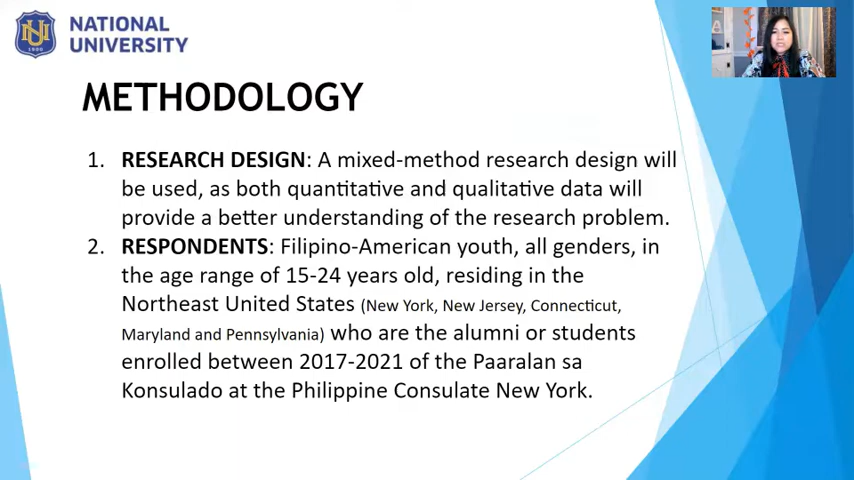 NATIONAL
UNIVERSITY
METHODOLOGY
1. RESEARCH DESIGN: A mixed-method research design will
be used, as both quantitative and qualitative data will
provide a better understanding of the research problem.
2. RESPONDENTS: Filipino-American youth, all genders, in
the age range of 15-24 years old, residing in the
Northeast United States (New York, New Jersey, Connecticut,
Maryland and Pennsylvania) who are the alumni or students
enrolled between 2017-2021 of the Paaralan sa
Konsulado at the Philippine Consulate New York.